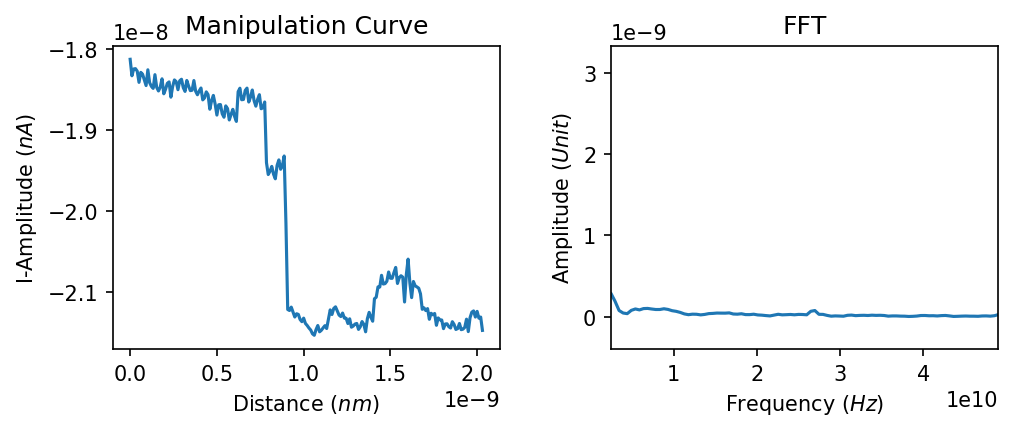 Manipulation Curve
1e−8
I-Amplitude (nA)
−1.8
−1.9
−2.0
−2.1
0.0 0.5 1.0 1.5 2.0
1e−9
Distance (nm)
FFT
1e−9
Amplitude (Unit)
3
2
1
0
1 2 3 4
1e10
Frequency (Hz)